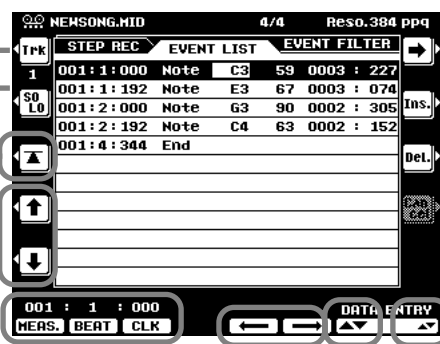 NEWSONG.MID 4/4 Reso.384 ppq
Trk STEP REC EVENT LIST EVENT FILTER
1
001:1:000 Note C3 59 0003 : 227
001:1:192 Note E3 67 0003 : 074
SO LO
001:2:000 Note G3 90 0002 : 305
Ins.
001:2:192 Note C4 63 0002 : 152
001:4:344 End
Del.
001 : 1 : 000 DATA ENTRY
MEAS. BEAT CLK